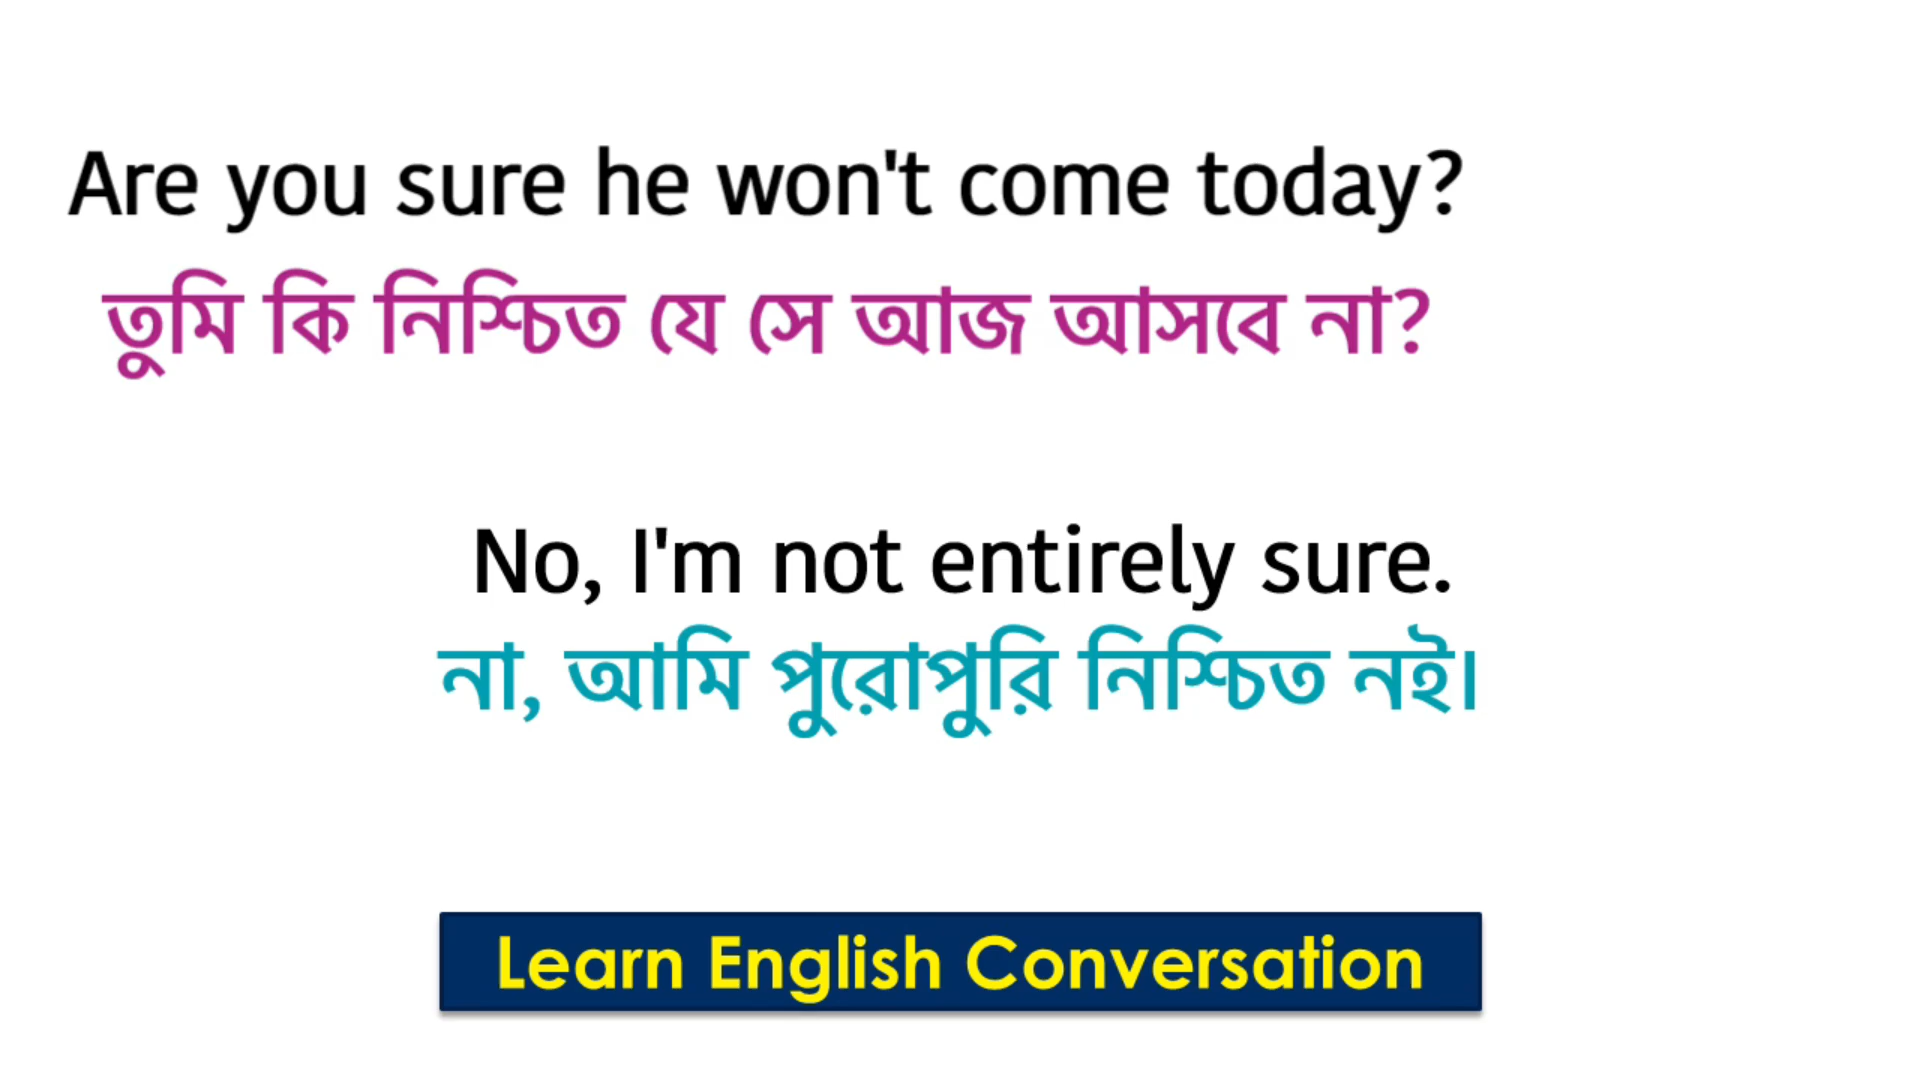 Are you sure he won't come today?
তুমি কি নিশ্চিত যে সে আজ আসবে না?
No, I'm not entirely sure.
না, আমি পুরোপুরি নিশ্চিত নই।
Learn English Conversation